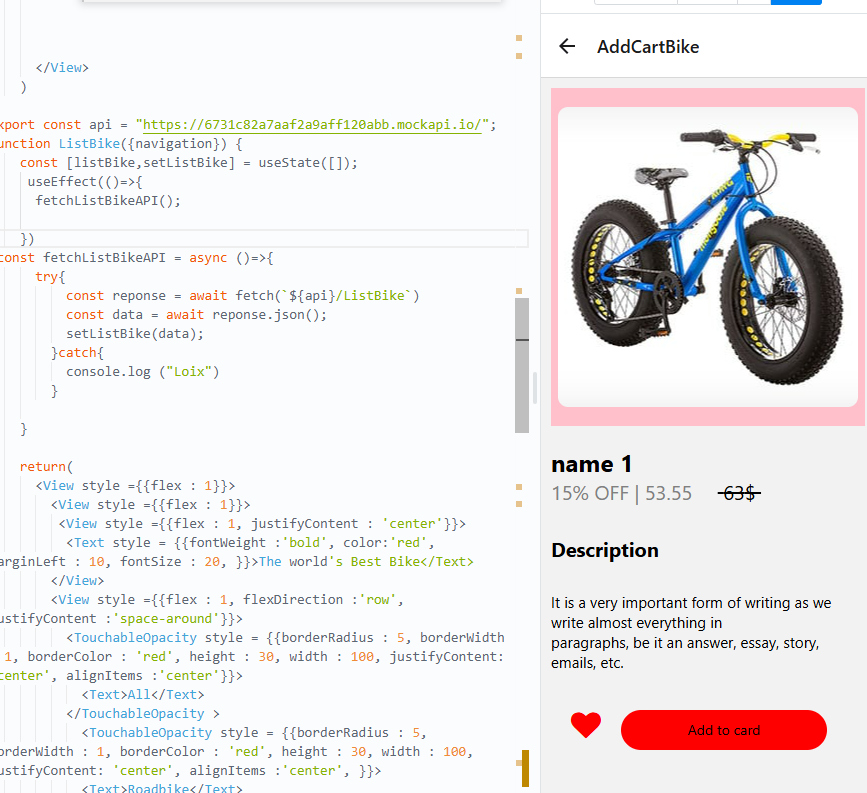 </View>
)
xport const api = "https://6731c82a7aaf2a9aff120abb.mockapi.io/";
unction ListBike({navigation}) {
const [listBike,setListBike] = useState([]);
useEffect(()=>{
fetchListBikeAPI();
})
const fetchListBikeAPI = async ()=>{
try{
const reponse = await fetch(`${api}/ListBike`)
const data = await reponse.json();
setListBike(data);
}catch{
console.log ("Loix")
}
}
return(
<View style ={{flex : 1}}>
<View style ={{flex : 1}}>
<View style ={{flex : 1, justifyContent : 'center'}}>
<Text style = {{fontWeight :'bold', color:'red',
arginLeft : 10, fontSize : 20, }}>The world's Best Bike</Text>
</View>
<View style ={{flex : 1, flexDirection :'row',
ustifyContent :'space-around'}}>
<TouchableOpacity style = {{borderRadius : 5, borderWidth
1, borderColor : 'red', height : 30, width : 100, justifyContent:
center', alignItems :'center'}}>
<Text>All</Text>
</TouchableOpacity >
<TouchableOpacity style = {{borderRadius : 5,
orderWidth : 1, borderColor : 'red', height : 30, width : 100,
ustifyContent: 'center', alignItems :'center', }}>
<Text>Roadbike</Text>
AddCartBike
name 1
15% OFF | 53.55 63$
Description
It is a very important form of writing as we
write almost everything in
paragraphs, be it an answer, essay, story,
emails, etc.
Add to card